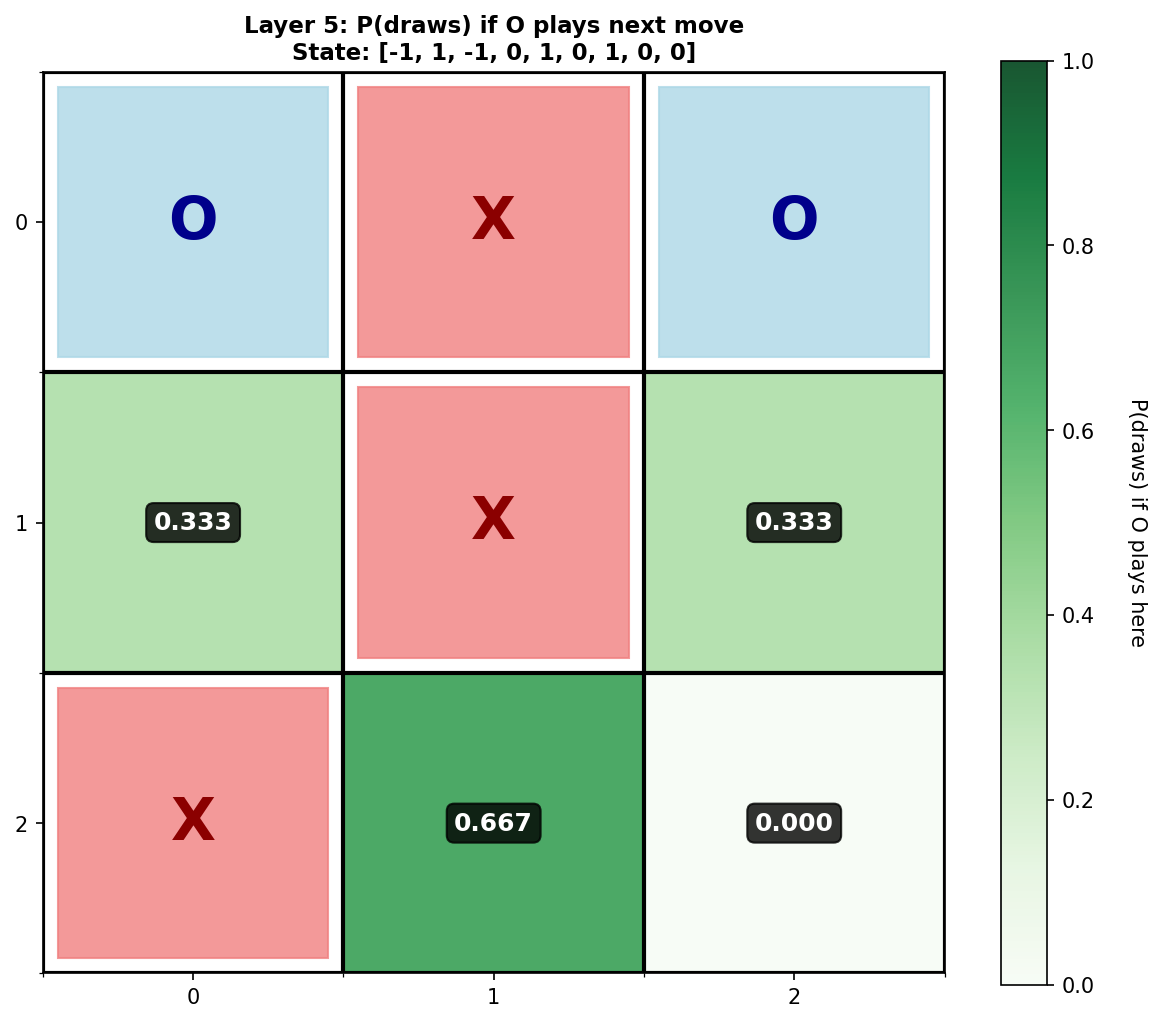 Layer 5: P(draws) if O plays next move
State: [-1, 1, -1, 0, 1, 0, 1, 0, 0]
O X O
0.333 X 0.333
X 0.667 0.000
0
1
2
0 1 2
1.0
0.8
0.6
0.4
0.2
0.0
P(draws) if O plays here